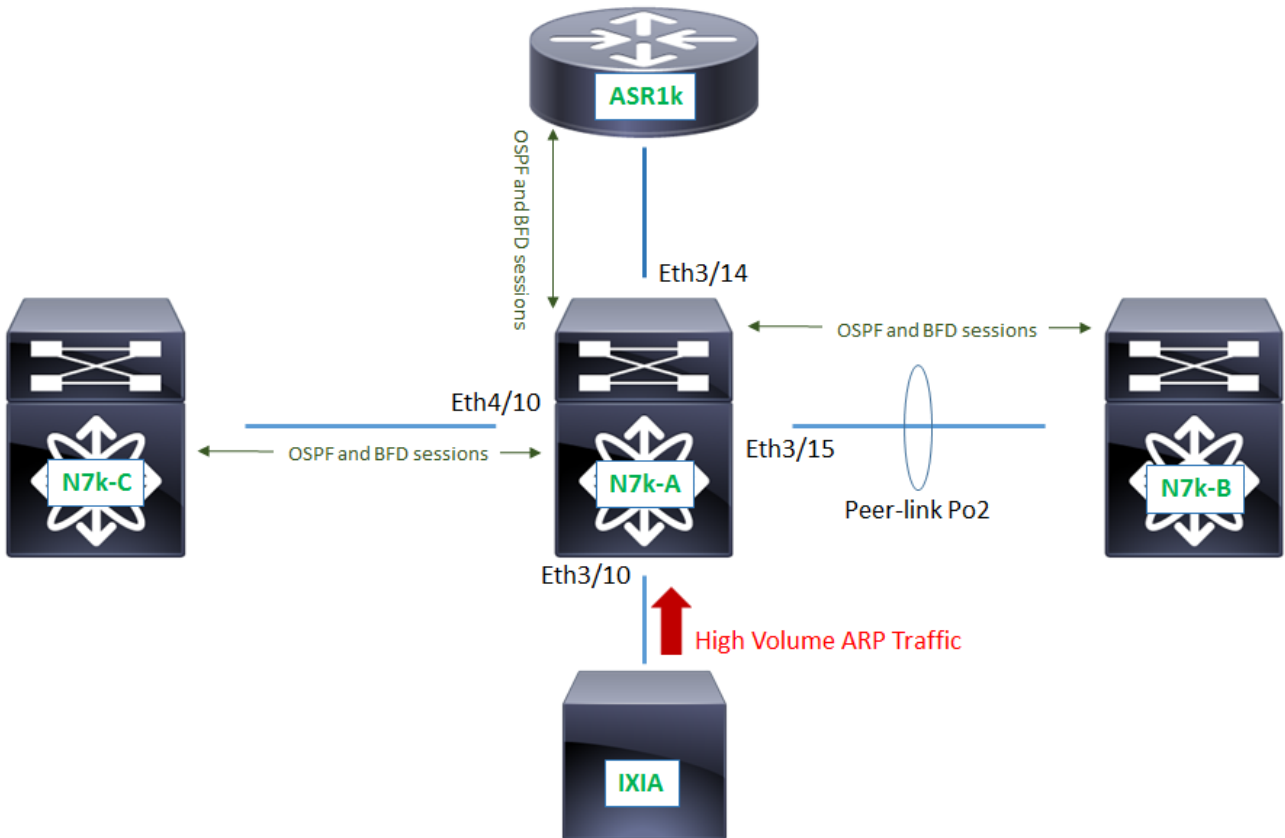 ASR1k
OSPF and BFD sessions
Eth3/14
OSPF and BFD sessions
Eth4/10
Eth3/15
OSPF and BFD sessions
N7k-C
N7k-A
N7k-B
Peer-link Po2
Eth3/10
High Volume ARP Traffic
IXIA